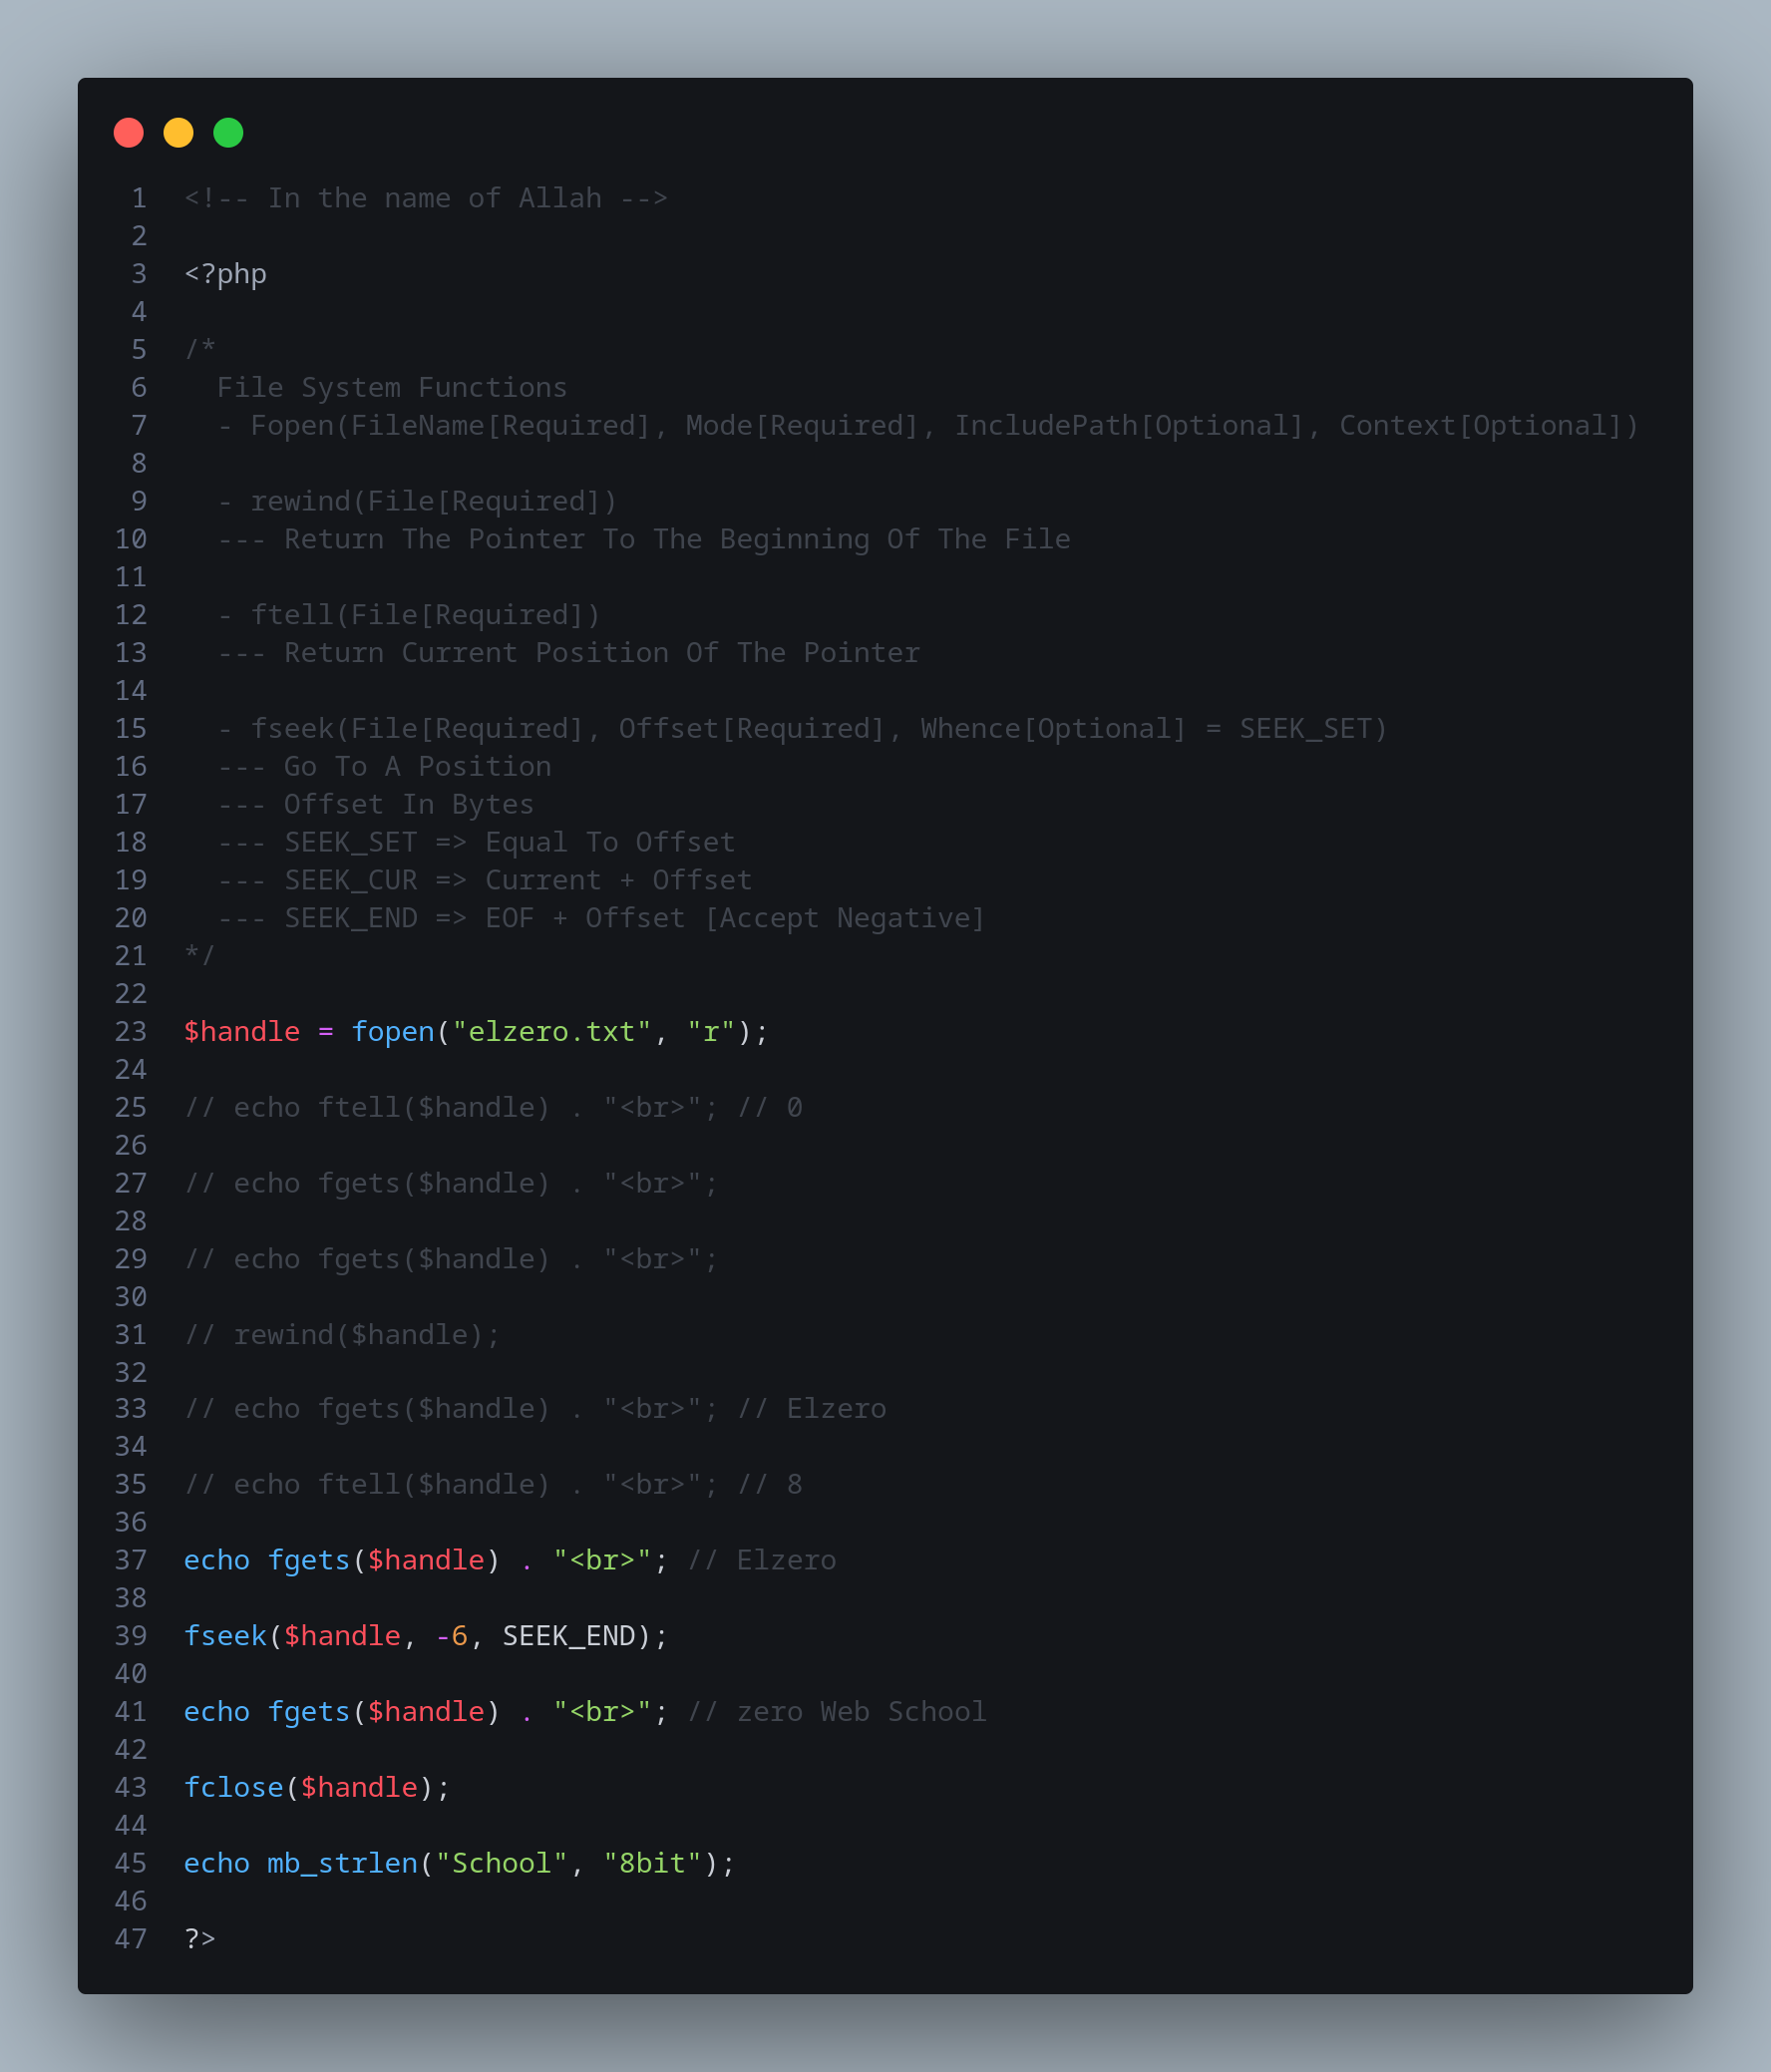 1 <!-- In the name of Allah -->
2
3 <?php
4
5 /*
6   File System Functions
7   - Fopen(FileName[Required], Mode[Required], IncludePath[Optional], Context[Optional])
8
9   - rewind(File[Required])
10   --- Return The Pointer To The Beginning Of The File
11
12   - ftell(File[Required])
13   --- Return Current Position Of The Pointer
14
15   - fseek(File[Required], Offset[Required], Whence[Optional] = SEEK_SET)
16   --- Go To A Position
17   --- Offset In Bytes
18   --- SEEK_SET => Equal To Offset
19   --- SEEK_CUR => Current + Offset
20   --- SEEK_END => EOF + Offset [Accept Negative]
21 */
22
23 $handle = fopen("elzero.txt", "r");
24
25 // echo ftell($handle) . "<br>"; // 0
26
27 // echo fgets($handle) . "<br>";
28
29 // echo fgets($handle) . "<br>";
30
31 // rewind($handle);
32
33 // echo fgets($handle) . "<br>"; // Elzero
34
35 // echo ftell($handle) . "<br>"; // 8
36
37 echo fgets($handle) . "<br>"; // Elzero
38
39 fseek($handle, -6, SEEK_END);
40
41 echo fgets($handle) . "<br>"; // zero Web School
42
43 fclose($handle);
44
45 echo mb_strlen("School", "8bit");
46
47 ?>